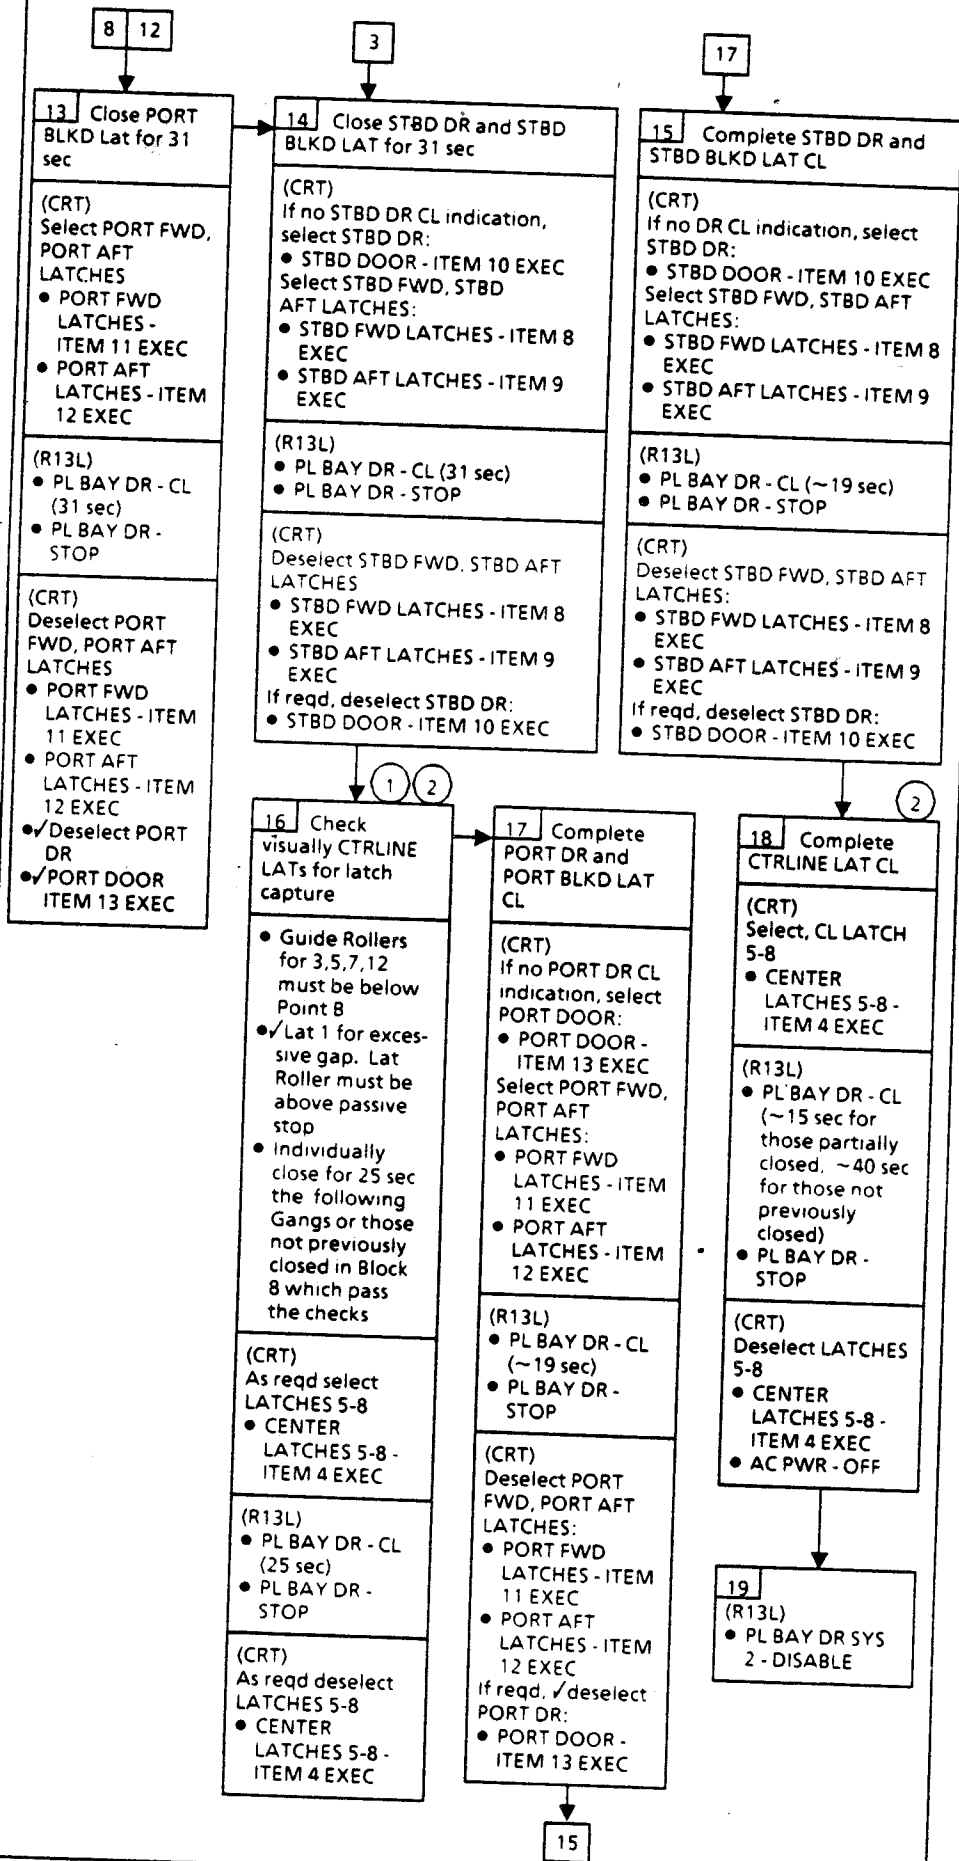 8 12
3
17
13 Close PORT
BLKD Lat for 31
sec
(CRT)
Select PORT FWD,
PORT AFT
LATCHES
• PORT FWD
LATCHES -
ITEM 11 EXEC
• PORT AFT
LATCHES - ITEM
12 EXEC
(R13L)
• PL BAY DR - CL
(31 sec)
• PL BAY DR -
STOP
(CRT)
Deselect PORT
FWD, PORT AFT
LATCHES
• PORT FWD
LATCHES - ITEM
11 EXEC
• PORT AFT
LATCHES - ITEM
12 EXEC
•✓Deselect PORT
DR
•✓PORT DOOR
ITEM 13 EXEC
14 Close STBD DR and STBD
BLKD LAT for 31 sec
(CRT)
If no STBD DR CL indication,
select STBD DR:
• STBD DOOR - ITEM 10 EXEC
Select STBD FWD, STBD
AFT LATCHES:
• STBD FWD LATCHES - ITEM 8
EXEC
• STBD AFT LATCHES - ITEM 9
EXEC
(R13L)
• PL BAY DR - CL (31 sec)
• PL BAY DR - STOP
(CRT)
Deselect STBD FWD, STBD AFT
LATCHES
• STBD FWD LATCHES - ITEM 8
EXEC
• STBD AFT LATCHES - ITEM 9
EXEC
If reqd, deselect STBD DR:
• STBD DOOR - ITEM 10 EXEC
15 Complete STBD DR and
STBD BLKD LAT CL
(CRT)
If no DR CL indication, select
STBD DR:
• STBD DOOR - ITEM 10 EXEC
Select STBD FWD, STBD AFT
LATCHES:
• STBD FWD LATCHES - ITEM 8
EXEC
• STBD AFT LATCHES - ITEM 9
EXEC
(R13L)
• PL BAY DR - CL (~19 sec)
• PL BAY DR - STOP
(CRT)
Deselect STBD FWD, STBD AFT
LATCHES:
• STBD FWD LATCHES - ITEM 8
EXEC
• STBD AFT LATCHES - ITEM 9
EXEC
If reqd, deselect STBD DR:
• STBD DOOR - ITEM 10 EXEC
1 2
16 Check
visually CTRLINE
LATs for latch
capture
• Guide Rollers
for 3,5,7,12
must be below
Point B
•✓Lat 1 for exces-
sive gap. Lat
Roller must be
above passive
stop
• Individually
close for 25 sec
the following
Gangs or those
not previously
closed in Block
8 which pass
the checks
(CRT)
As reqd select
LATCHES 5-8
• CENTER
LATCHES 5-8 -
ITEM 4 EXEC
(R13L)
• PL BAY DR - CL
(25 sec)
• PL BAY DR -
STOP
(CRT)
As reqd deselect
LATCHES 5-8
• CENTER
LATCHES 5-8 -
ITEM 4 EXEC
17 Complete
PORT DR and
PORT BLKD LAT
CL
(CRT)
If no PORT DR CL
indication, select
PORT DOOR:
• PORT DOOR -
ITEM 13 EXEC
Select PORT FWD,
PORT AFT
LATCHES:
• PORT FWD
LATCHES - ITEM
11 EXEC
• PORT AFT
LATCHES - ITEM
12 EXEC
(R13L)
• PL BAY DR - CL
(~19 sec)
• PL BAY DR -
STOP
(CRT)
Deselect PORT
FWD, PORT AFT
LATCHES:
• PORT FWD
LATCHES - ITEM
11 EXEC
• PORT AFT
LATCHES - ITEM
12 EXEC
If reqd, ✓deselect
PORT DR:
• PORT DOOR -
ITEM 13 EXEC
15
2
18 Complete
CTRLINE LAT CL
(CRT)
Select, CL LATCH
5-8
• CENTER
LATCHES 5-8 -
ITEM 4 EXEC
(R13L)
• PL BAY DR - CL
(~15 sec for
those partially
closed, ~40 sec
for those not
previously
closed)
• PL BAY DR -
STOP
(CRT)
Deselect LATCHES
5-8
• CENTER
LATCHES 5-8 -
ITEM 4 EXEC
• AC PWR - OFF
19
(R13L)
• PL BAY DR SYS
2 - DISABLE